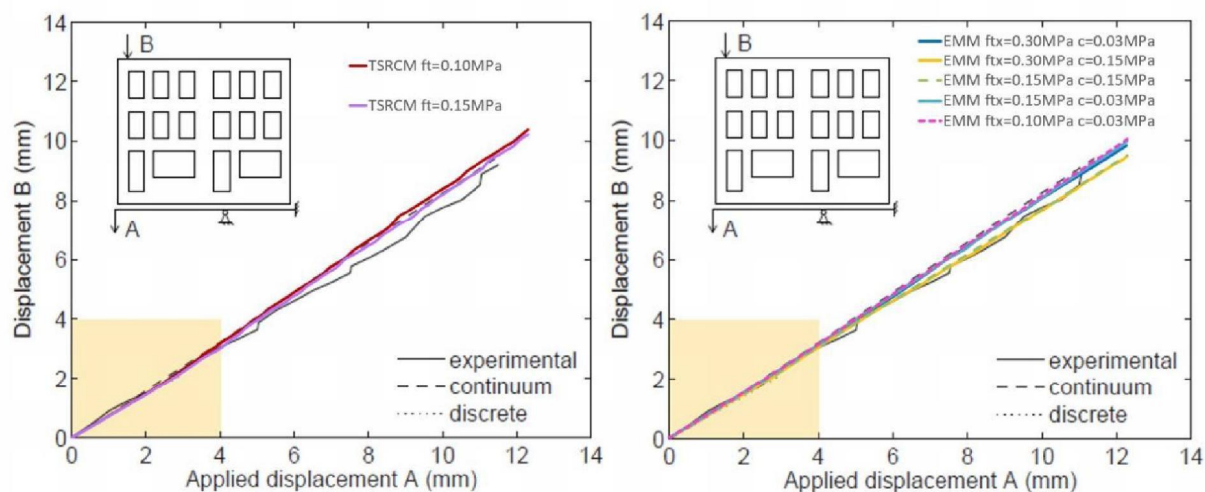 14
12
10
8
6
4
2
0
Displacement B (mm)
B
A
TSRCM ft=0.10MPa
TSRCM ft=0.15MPa
experimental
continuum
discrete
0 2 4 6 8 10 12 14
Applied displacement A (mm)
14
12
10
8
6
4
2
0
Displacement B (mm)
B
A
EMM ftx=0.30MPa c=0.03MPa
EMM ftx=0.30MPa c=0.15MPa
EMM ftx=0.15MPa c=0.15MPa
EMM ftx=0.15MPa c=0.03MPa
EMM ftx=0.10MPa c=0.03MPa
experimental
continuum
discrete
0 2 4 6 8 10 12 14
Applied displacement A (mm)